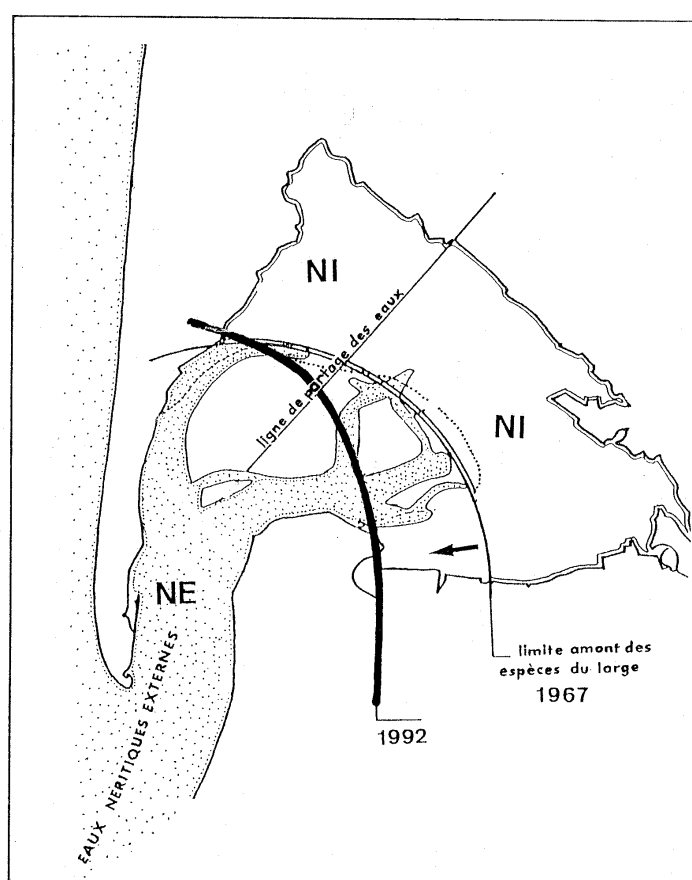 NI
ligne de partage des eaux
NI
NE
EAUX NERITIQUES EXTERNES
limite amont des
espèces du large
1967
1992